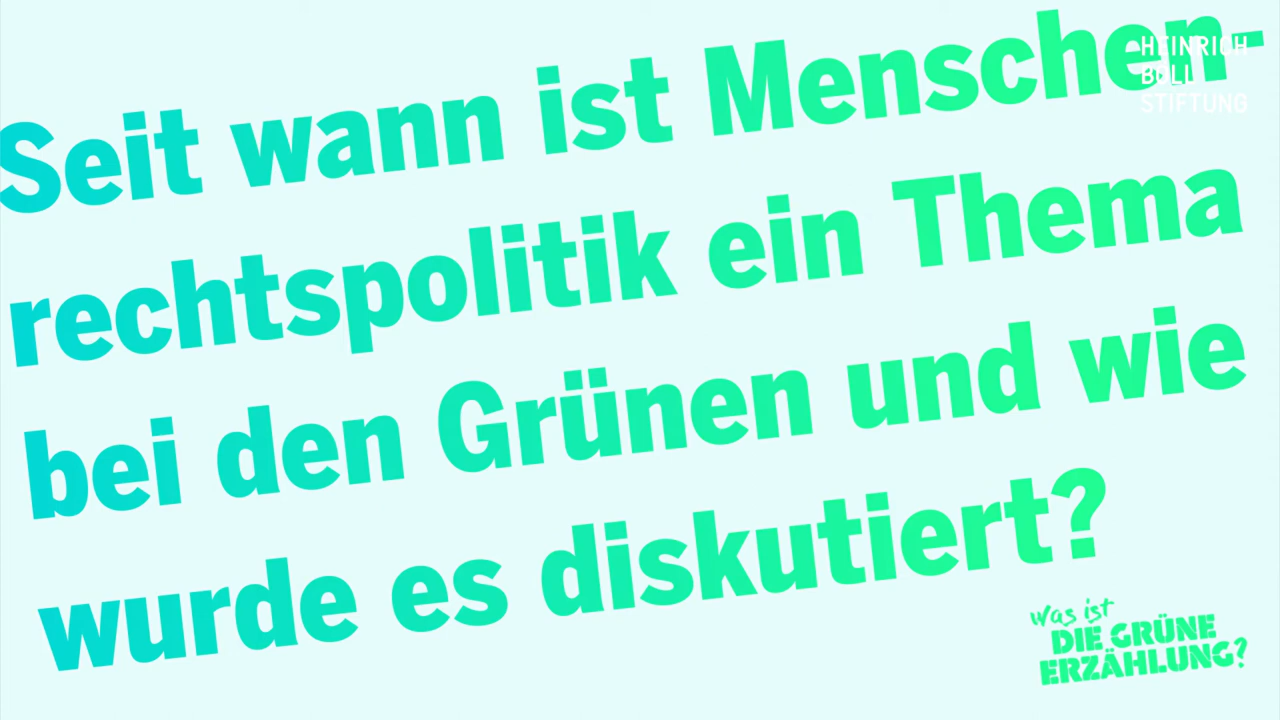 Seit wann ist Menschen-
rechtspolitik ein Thema
bei den Grünen und wie
wurde es diskutiert?
HEINRICH
BÖLL
STIFTUNG
Was ist
DIE GRÜNE
ERZÄHLUNG?